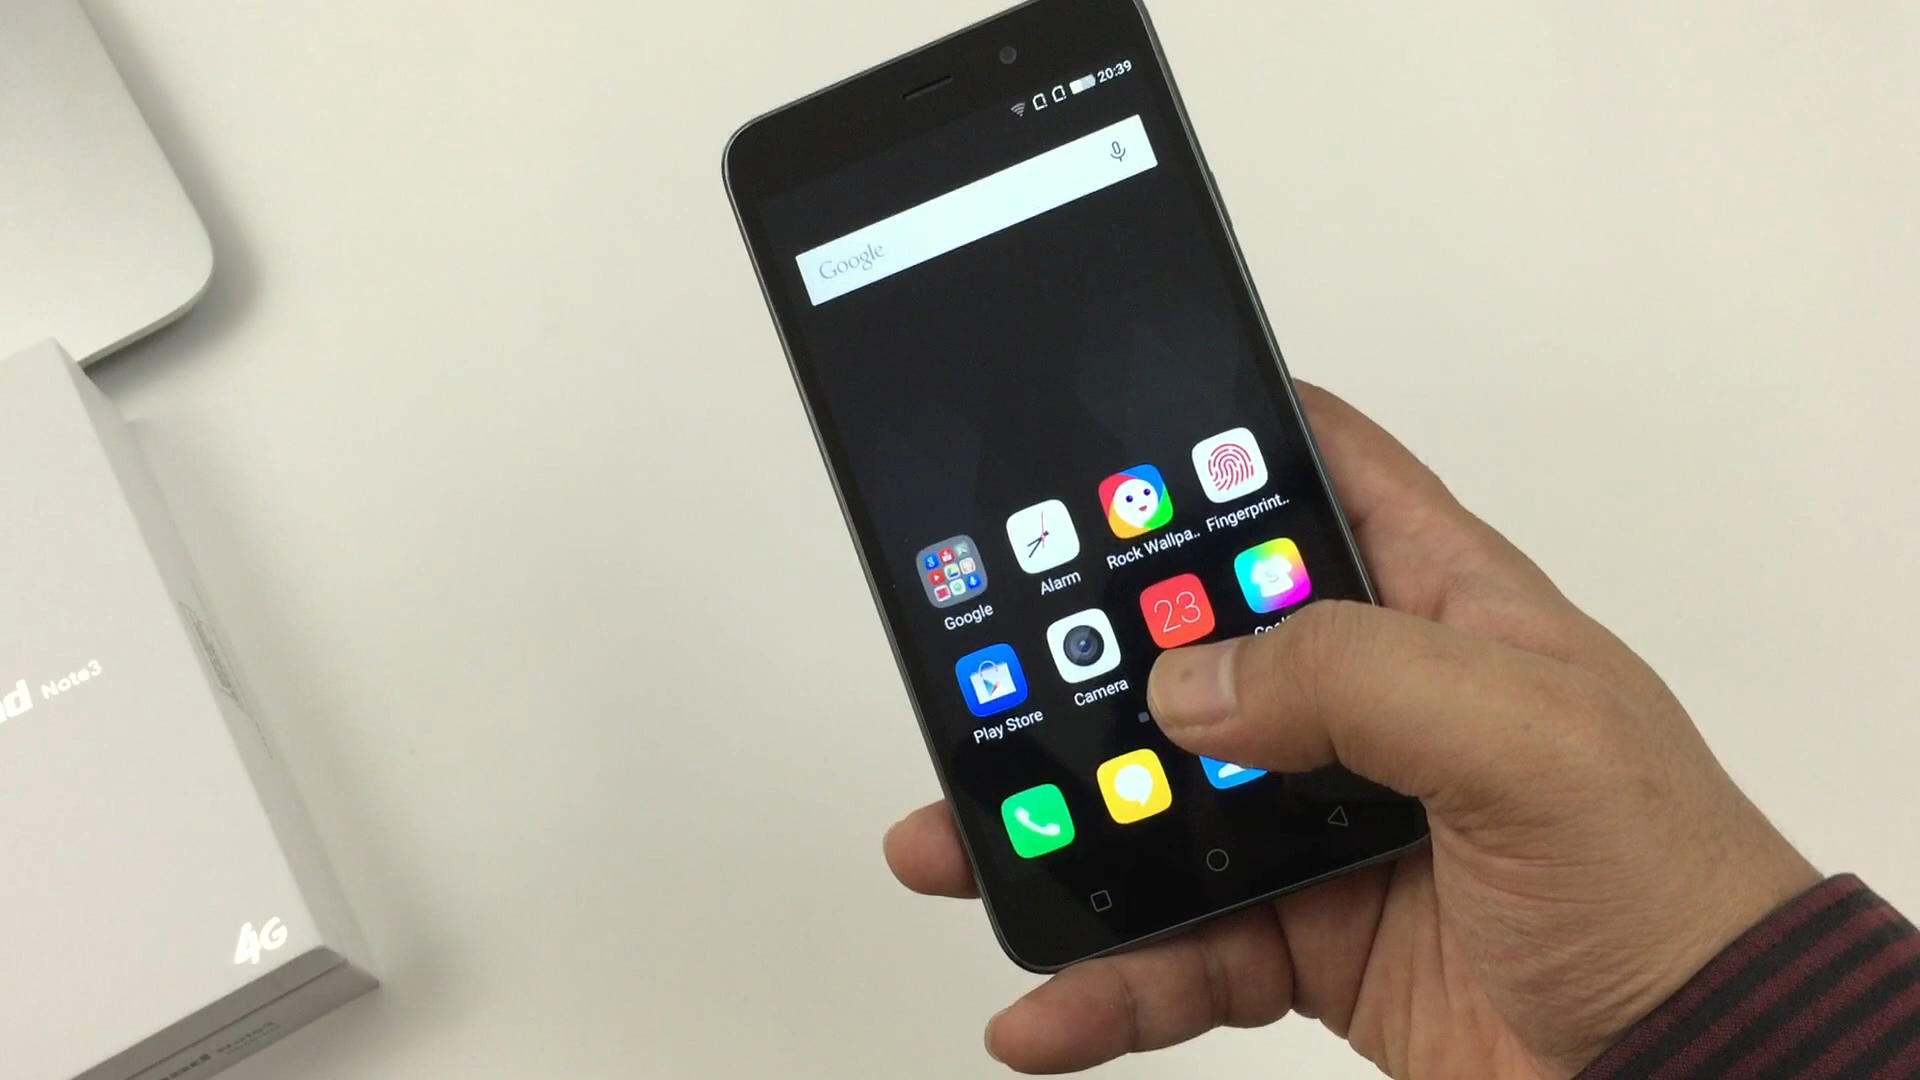 20:39
Google
Fingerprint..
Rock Wallpa..
Alarm
Google
23
Camera
Play Store
Note3
4G